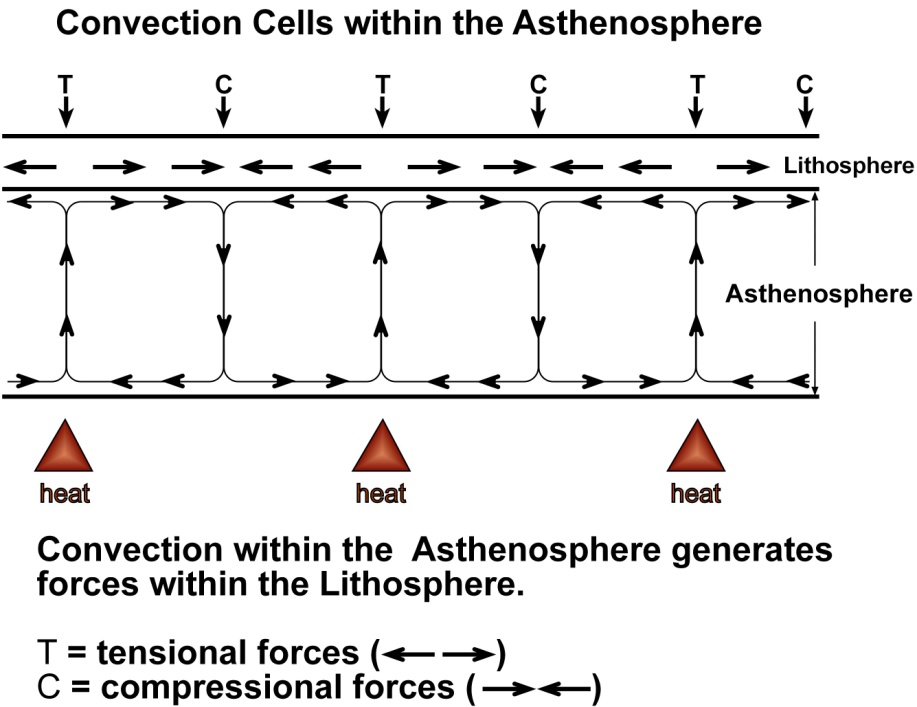 Convection Cells within the Asthenosphere
T C T C T C
Lithosphere
Asthenosphere
heat heat heat
Convection within the Asthenosphere generates
forces within the Lithosphere.
T = tensional forces (←→)
C = compressional forces (→←)